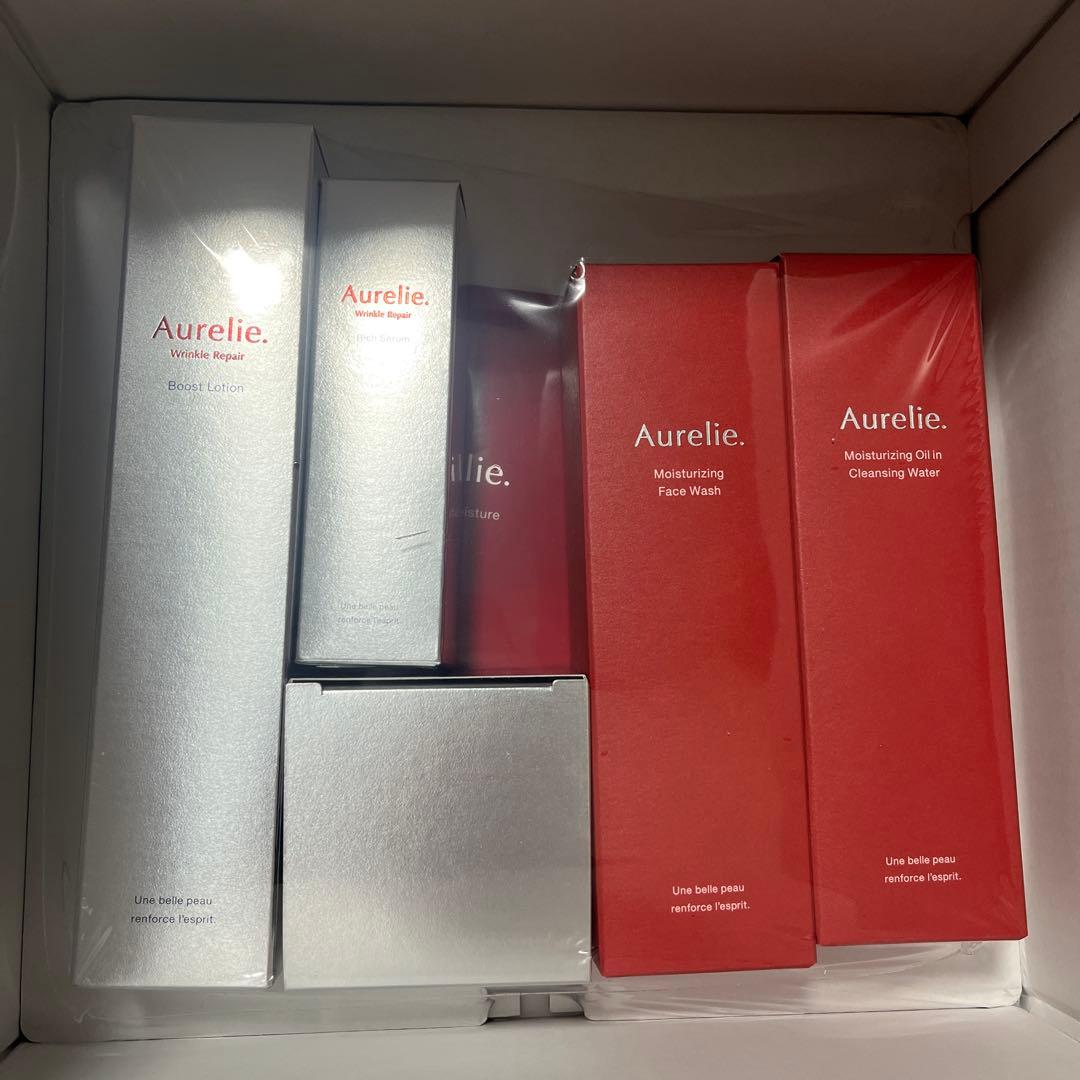 Aurelie.
Wrinkle Repair
Boost Lotion
Une belle peau
renforce l'esprit.
Aurelie.
Wrinkle Repair
Rich Serum
Une belle peau
renforce l'esprit.
llie.
isture
Aurelie.
Moisturizing
Face Wash
Une belle peau
renforce l'esprit.
Aurelie.
Moisturizing Oil in
Cleansing Water
Une belle peau
renforce l'esprit.